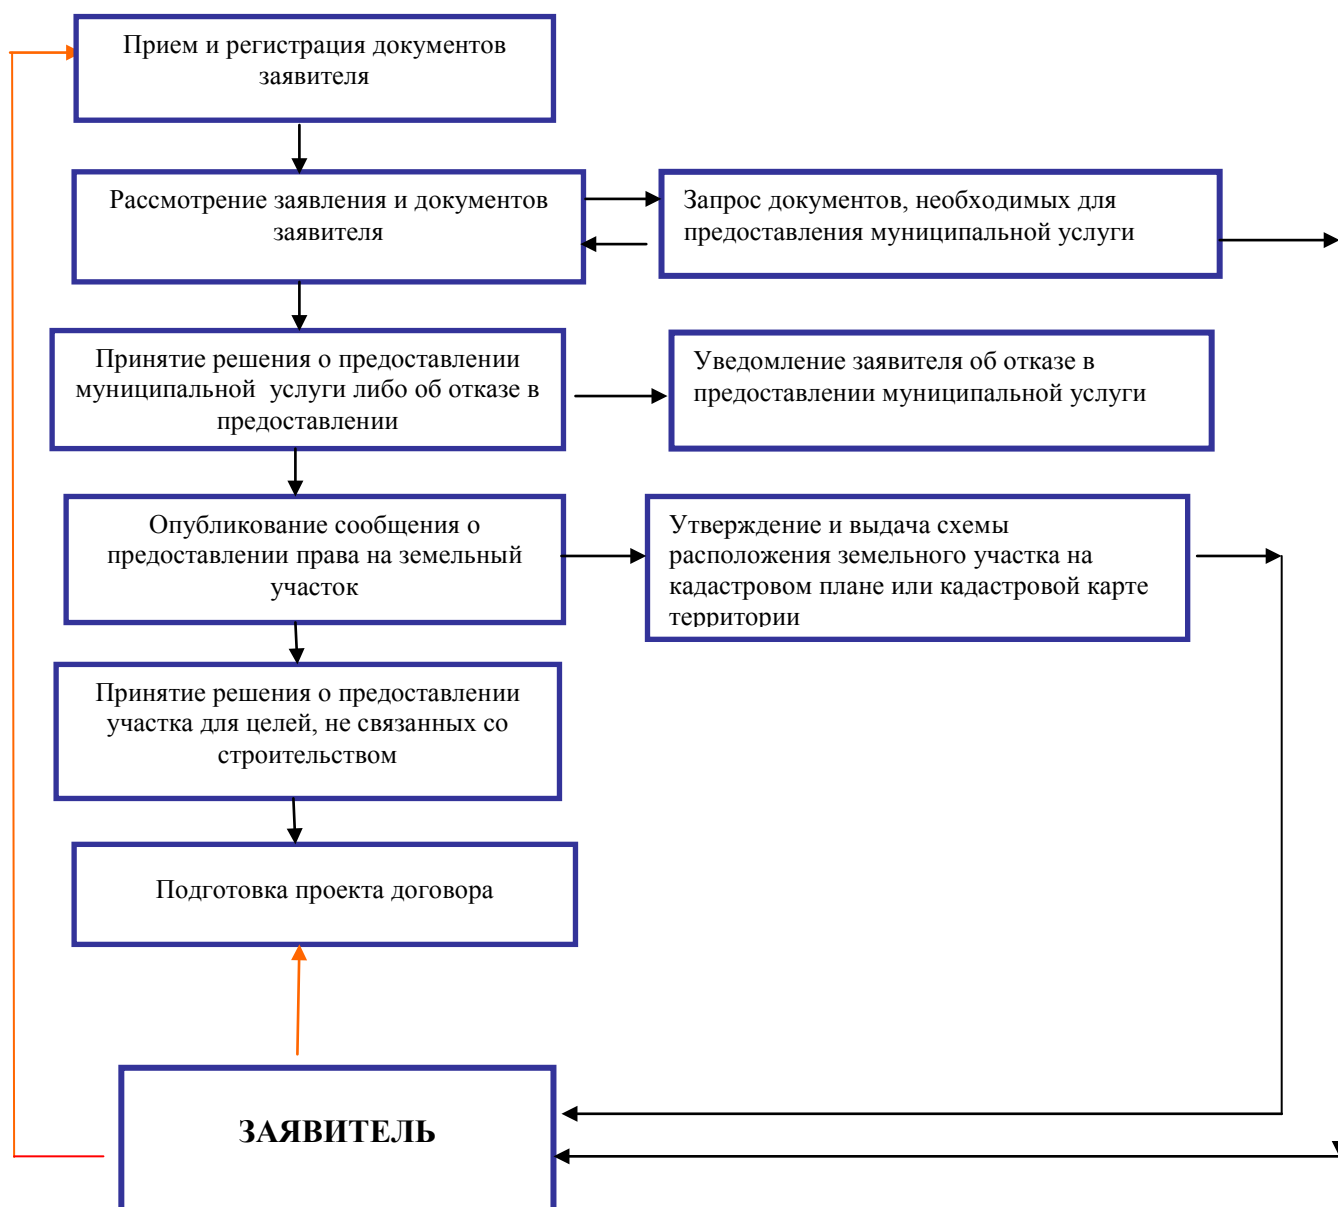 Прием и регистрация документов
заявителя
Рассмотрение заявления и документов
заявителя
Запрос документов, необходимых для
предоставления муниципальной услуги
Принятие решения о предоставлении
муниципальной услуги либо об отказе в
предоставлении
Уведомление заявителя об отказе в
предоставлении муниципальной услуги
Опубликование сообщения о
предоставлении права на земельный
участок
Утверждение и выдача схемы
расположения земельного участка на
кадастровом плане или кадастровой карте
территории
Принятие решения о предоставлении
участка для целей, не связанных со
строительством
Подготовка проекта договора
ЗАЯВИТЕЛЬ